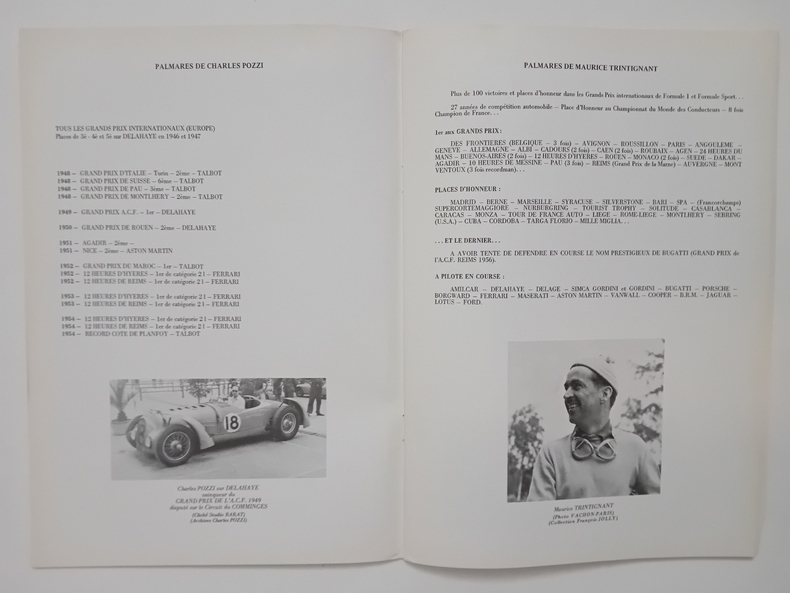 PALMARES DE CHARLES POZZI
TOUS LES GRANDS PRIX INTERNATIONAUX (EUROPE)
Places de 3è - 4è et 5è sur DELAHAYE en 1946 et 1947
1948 — GRAND PRIX D'ITALIE — Turin — 2ème — TALBOT
1948 — GRAND PRIX DE SUISSE — 6ème — TALBOT
1948 — GRAND PRIX DE PAU — 3ème — TALBOT
1948 — GRAND PRIX DE MONTLHERY — 2ème — TALBOT
1949 — GRAND PRIX A.C.F. — 1er — DELAHAYE
1950 — GRAND PRIX DE ROUEN — 2ème — DELAHAYE
1951 — AGADIR — 2ème —
1951 — NICE — 2ème — ASTON MARTIN
1952 — GRAND PRIX DU MAROC — 1er — TALBOT
1952 — 12 HEURES D'HYERES — 1er de catégorie 2 l — FERRARI
1952 — 12 HEURES DE REIMS — 1er de catégorie 2 l — FERRARI
1953 — 12 HEURES D'HYERES — 1er de catégorie 2 l — FERRARI
1953 — 12 HEURES DE REIMS — 1er de catégorie 2 l — FERRARI
1954 — 12 HEURES D'HYERES — 1er de catégorie 2 l — FERRARI
1954 — 12 HEURES DE REIMS — 1er de catégorie 2 l — FERRARI
1954 — RECORD COTE DE PLANFOY — TALBOT
18
Charles POZZI sur DELAHAYE
vainqueur du
GRAND PRIX DE L'A.C.F. 1949
disputé sur le Circuit du COMMINGES
(Cliché Studio BARAT)
(Archives Charles POZZI)
PALMARES DE MAURICE TRINTIGNANT
Plus de 100 victoires et places d'honneur dans les Grands Prix internationaux de Formule 1 et Formule Sport. . .
27 années de compétition automobile — Place d'Honneur au Championnat du Monde des Conducteurs — 8 fois
Champion de France. . .
1er aux GRANDS PRIX :
DES FRONTIERES (BELGIQUE — 3 fois) — AVIGNON — ROUSSILLON — PARIS — ANGOULEME —
GENEVE — ALLEMAGNE — ALBI — CADOURS (2 fois) — CAEN (2 fois) — ROUBAIX — AGEN — 24 HEURES DU
MANS — BUENOS-AIRES (2 fois) — 12 HEURES D'HYERES — ROUEN — MONACO (2 fois) — SUEDE — DAKAR —
AGADIR — 10 HEURES DE MESSINE — PAU (3 fois) — REIMS (Grand Prix de la Marne) — AUVERGNE — MONT
VENTOUX (3 fois recordman). . .
PLACES D'HONNEUR :
MADRID — BERNE — MARSEILLE — SYRACUSE — SILVERSTONE — BARI — SPA — (Francorchamps)
SUPERCORTEMAGGIORE — NURBURGRING — TOURIST TROPHY — SOLITUDE — CASABLANCA —
CARACAS — MONZA — TOUR DE FRANCE AUTO — LIEGE — ROME-LIEGE — MONTLHERY — SEBRING
(U.S.A.) — CUBA — CORDOBA — TARGA FLORIO — MILLE MIGLIA. . .
. . . ET LE DERNIER. . .
A AVOIR TENTE DE DEFENDRE EN COURSE LE NOM PRESTIGIEUX DE BUGATTI (GRAND PRIX de
l'A.C.F. REIMS 1956).
A PILOTE EN COURSE :
AMILCAR — DELAHAYE — DELAGE — SIMCA GORDINI et GORDINI — BUGATTI — PORSCHE —
BORGWARD — FERRARI — MASERATI — ASTON MARTIN — VANWALL — COOPER — B.R.M. — JAGUAR —
LOTUS — FORD.
Maurice TRINTIGNANT
(Photo VACHON-PARIS)
(Collection François JOLLY)